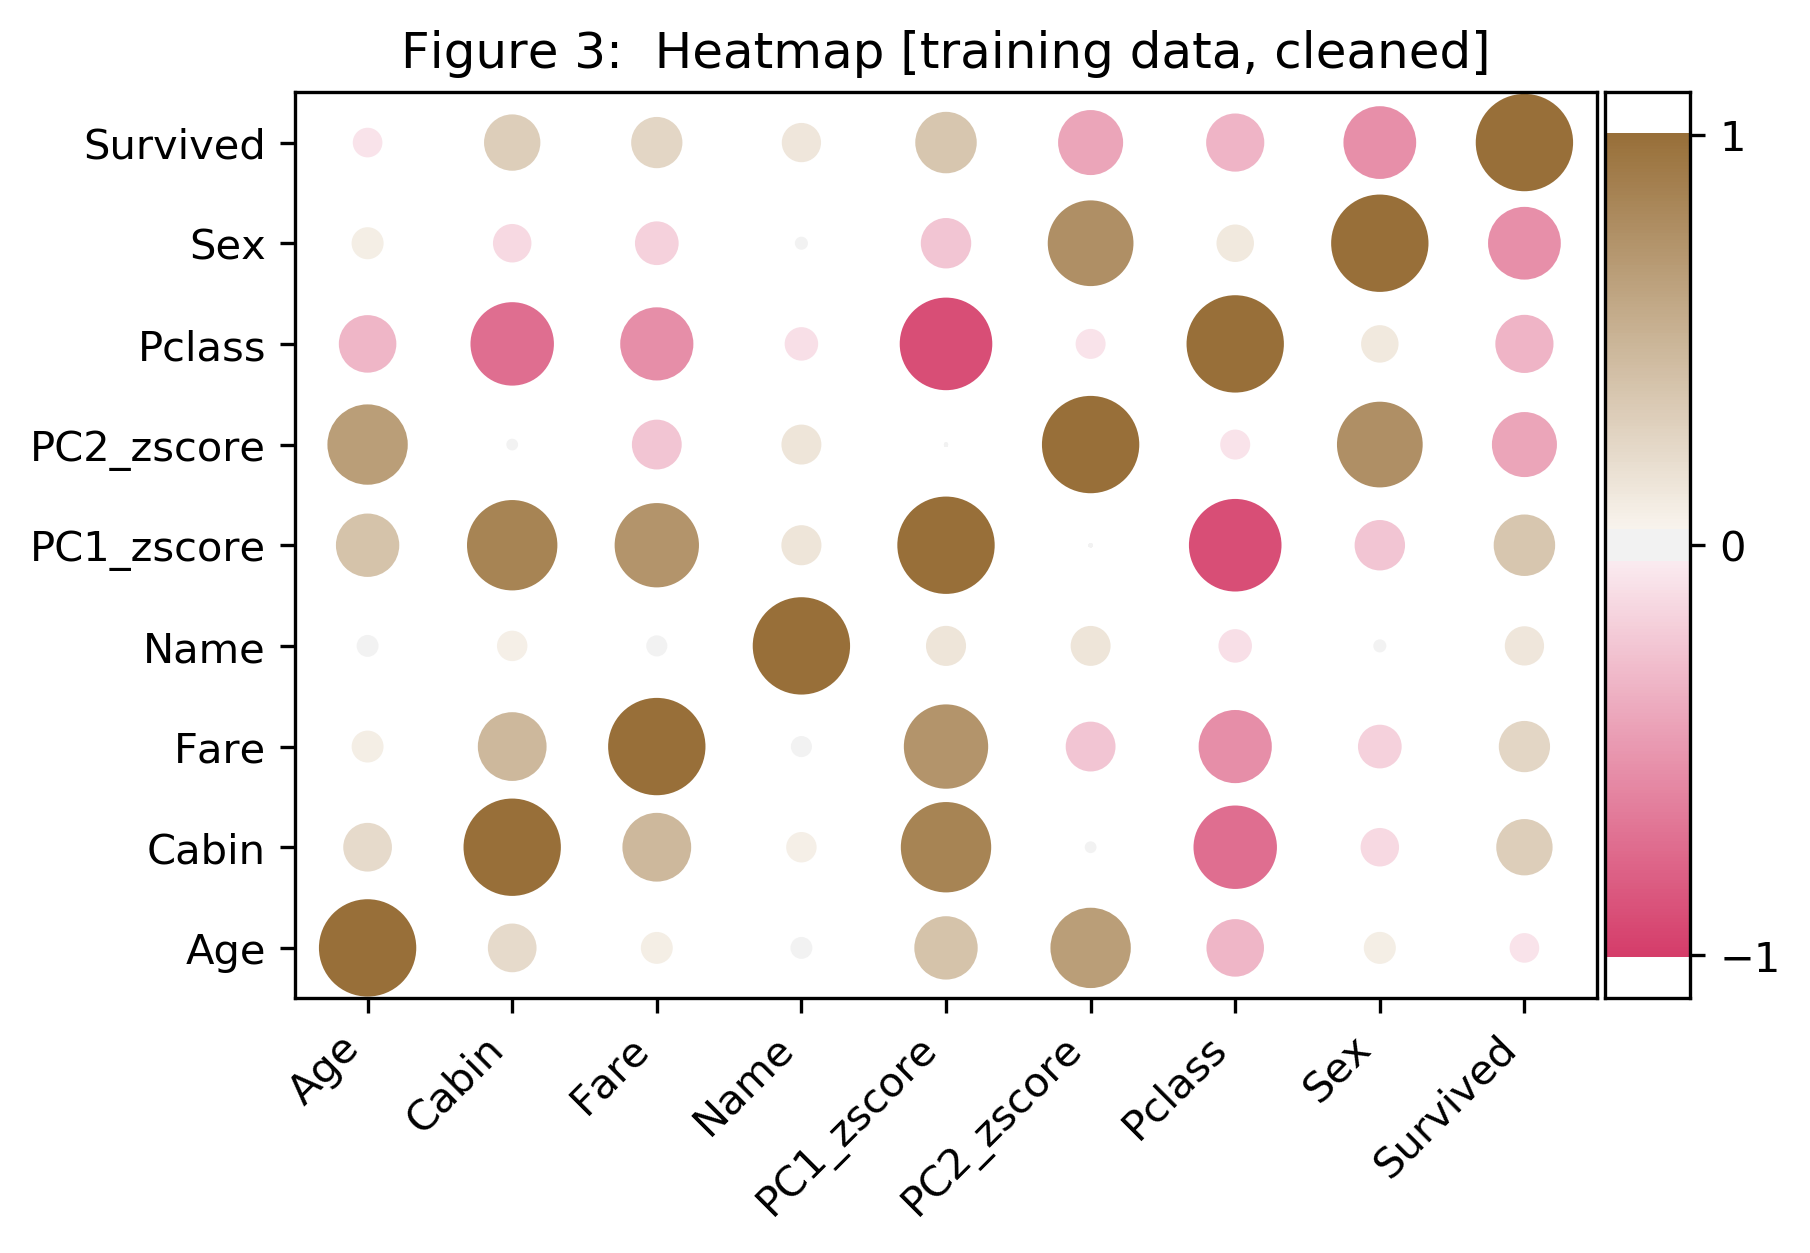 Figure 3:  Heatmap [training data, cleaned]
Survived
Sex
Pclass
PC2_zscore
PC1_zscore
Name
Fare
Cabin
Age
Age
Cabin
Fare
Name
PC1_zscore
PC2_zscore
Pclass
Sex
Survived
1
0
−1